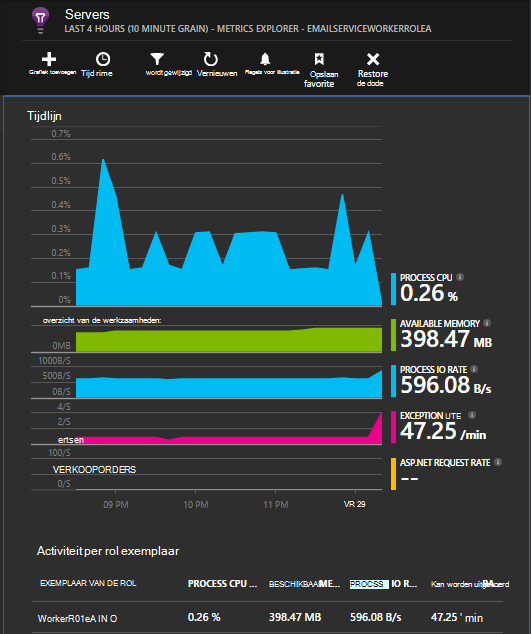 Servers
LAST 4 HOURS (10 MINUTE GRAIN) - METRICS EXPLORER - EMAILSERVICEWORKERROLEA
Grafiek toevoegen Tijd rime wordt gewijzigd Vernieuwen Regels voor Illustratie Opslaan favorite Restore de dode
Tijdlijn
0.7%
0.6%
0.5%
0.4%
0.3%
0.2%
0.1%
0%
PROCESS CPU
0.26 %
overzicht van de werkzaamheden:
0MB
AVAILABLE MEMORY
398.47 MB
1000B/S
500B/S
0B/S
PROCESS IO RATE
596.08 B/s
4/S
2/S
ertsen
EXCEPTION UTE
47.25 /min
100/S
VERKOOPORDERS
0/S
ASP.NET REQUEST RATE
--
09 PM 10 PM 11 PM VR 29
Activiteit per rol exemplaar
EXEMPLAAR VAN DE ROL PROCESS CPU ... BESCHIKBAAR ME... PROCSS IO R... Kan worden
WorkerR01eA IN O 0.26 % 398.47 MB 596.08 B/s 47.25 ' min